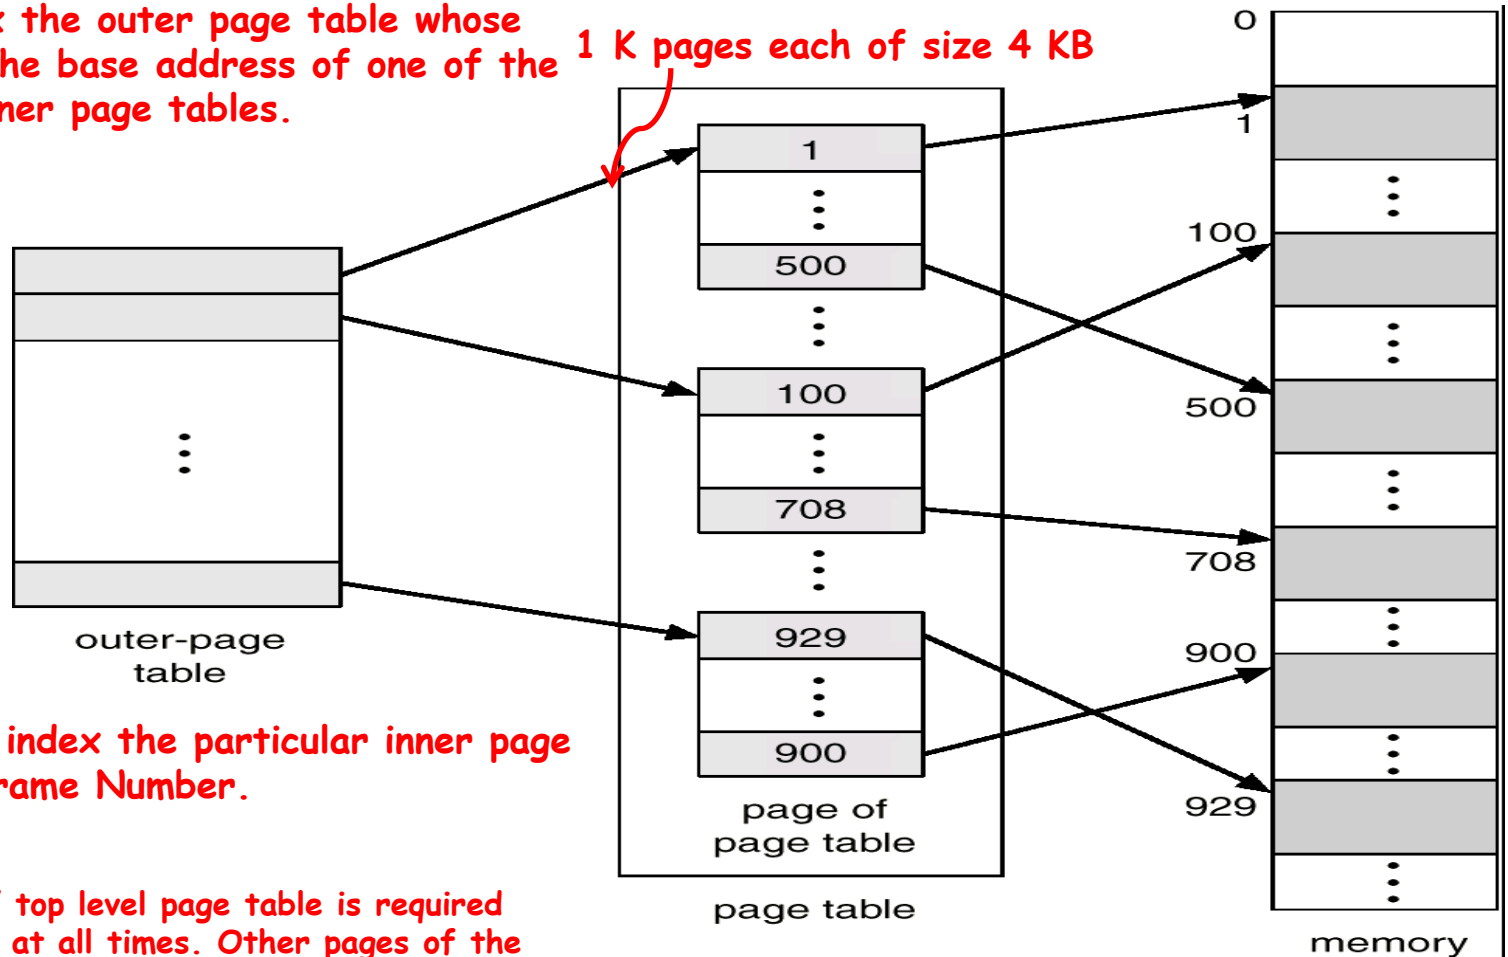 the outer page table whose
he base address of one of the
ner page tables.
1 K pages each of size 4 KB
outer-page
table
index the particular inner page
rame Number.
top level page table is required
at all times. Other pages of the
1
500
100
708
929
900
page of
page table
page table
0
1
100
500
708
900
929
memory